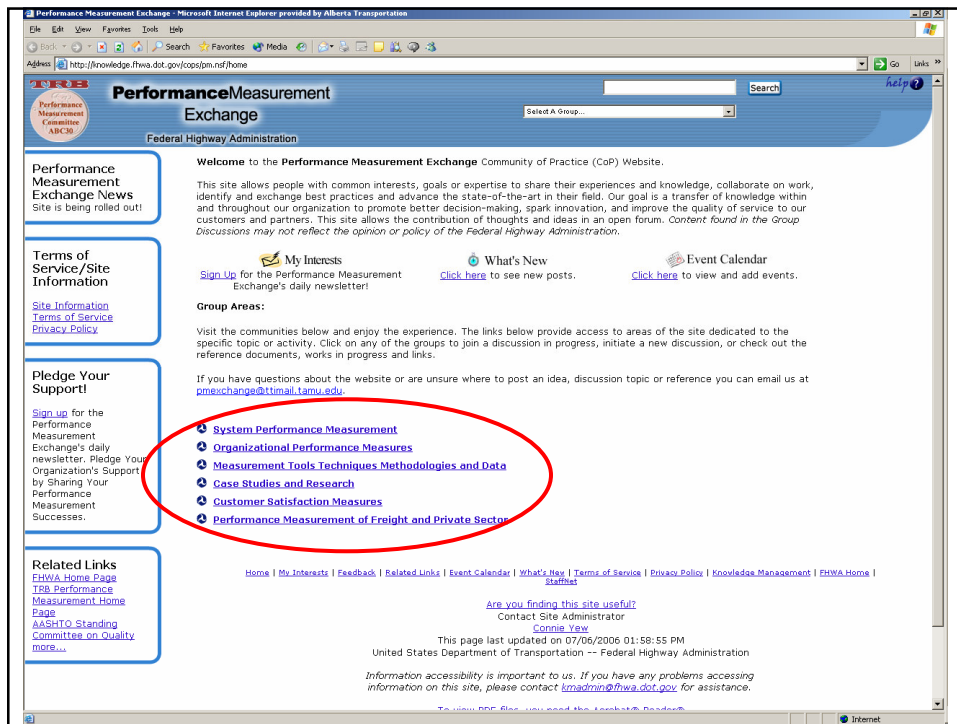 Performance Measurement Exchange - Microsoft Internet Explorer provided by Alberta Transportation
File Edit View Favorites Tools Help
Back Search Favorites Media
Address http://knowledge.fhwa.dot.gov/cops/pm.nsf/home Go Links »
TRB
Performance
Measurement
Committee
ABC30
PerformanceMeasurement
Exchange
Federal Highway Administration
Search
Select A Group...
help ?
Performance
Measurement
Exchange News
Site is being rolled out!
Terms of
Service/Site
Information
Site Information
Terms of Service
Privacy Policy
Pledge Your
Support!
Sign up for the
Performance
Measurement
Exchange's daily
newsletter. Pledge Your
Organization's Support
by Sharing Your
Performance
Measurement
Successes.
Related Links
FHWA Home Page
TRB Performance
Measurement Home
Page
AASHTO Standing
Committee on Quality
more...
Welcome to the Performance Measurement Exchange Community of Practice (CoP) Website.
This site allows people with common interests, goals or expertise to share their experiences and knowledge, collaborate on work,
identify and exchange best practices and advance the state-of-the-art in their field. Our goal is a transfer of knowledge within
and throughout our organization to promote better decision-making, spark innovation, and improve the quality of service to our
customers and partners. This site allows the contribution of thoughts and ideas in an open forum. Content found in the Group
Discussions may not reflect the opinion or policy of the Federal Highway Administration.
My Interests
Sign Up for the Performance Measurement
Exchange's daily newsletter!
What's New
Click here to see new posts.
Event Calendar
Click here to view and add events.
Group Areas:
Visit the communities below and enjoy the experience. The links below provide access to areas of the site dedicated to the
specific topic or activity. Click on any of the groups to join a discussion in progress, initiate a new discussion, or check out the
reference documents, works in progress and links.
If you have questions about the website or are unsure where to post an idea, discussion topic or reference you can email us at
pmexchange@ttimail.tamu.edu.
System Performance Measurement
Organizational Performance Measures
Measurement Tools Techniques Methodologies and Data
Case Studies and Research
Customer Satisfaction Measures
Performance Measurement of Freight and Private Sector
Home | My Interests | Feedback | Related Links | Event Calendar | What's New | Terms of Service | Privacy Policy | Knowledge Management | FHWA Home |
StaffNet
Are you finding this site useful?
Contact Site Administrator
Connie Yew
This page last updated on 07/06/2006 01:58:55 PM
United States Department of Transportation -- Federal Highway Administration
Information accessibility is important to us. If you have any problems accessing
information on this site, please contact kmadmin@fhwa.dot.gov for assistance.
To view PDF files, you need the Acrobat® Reader®
Internet